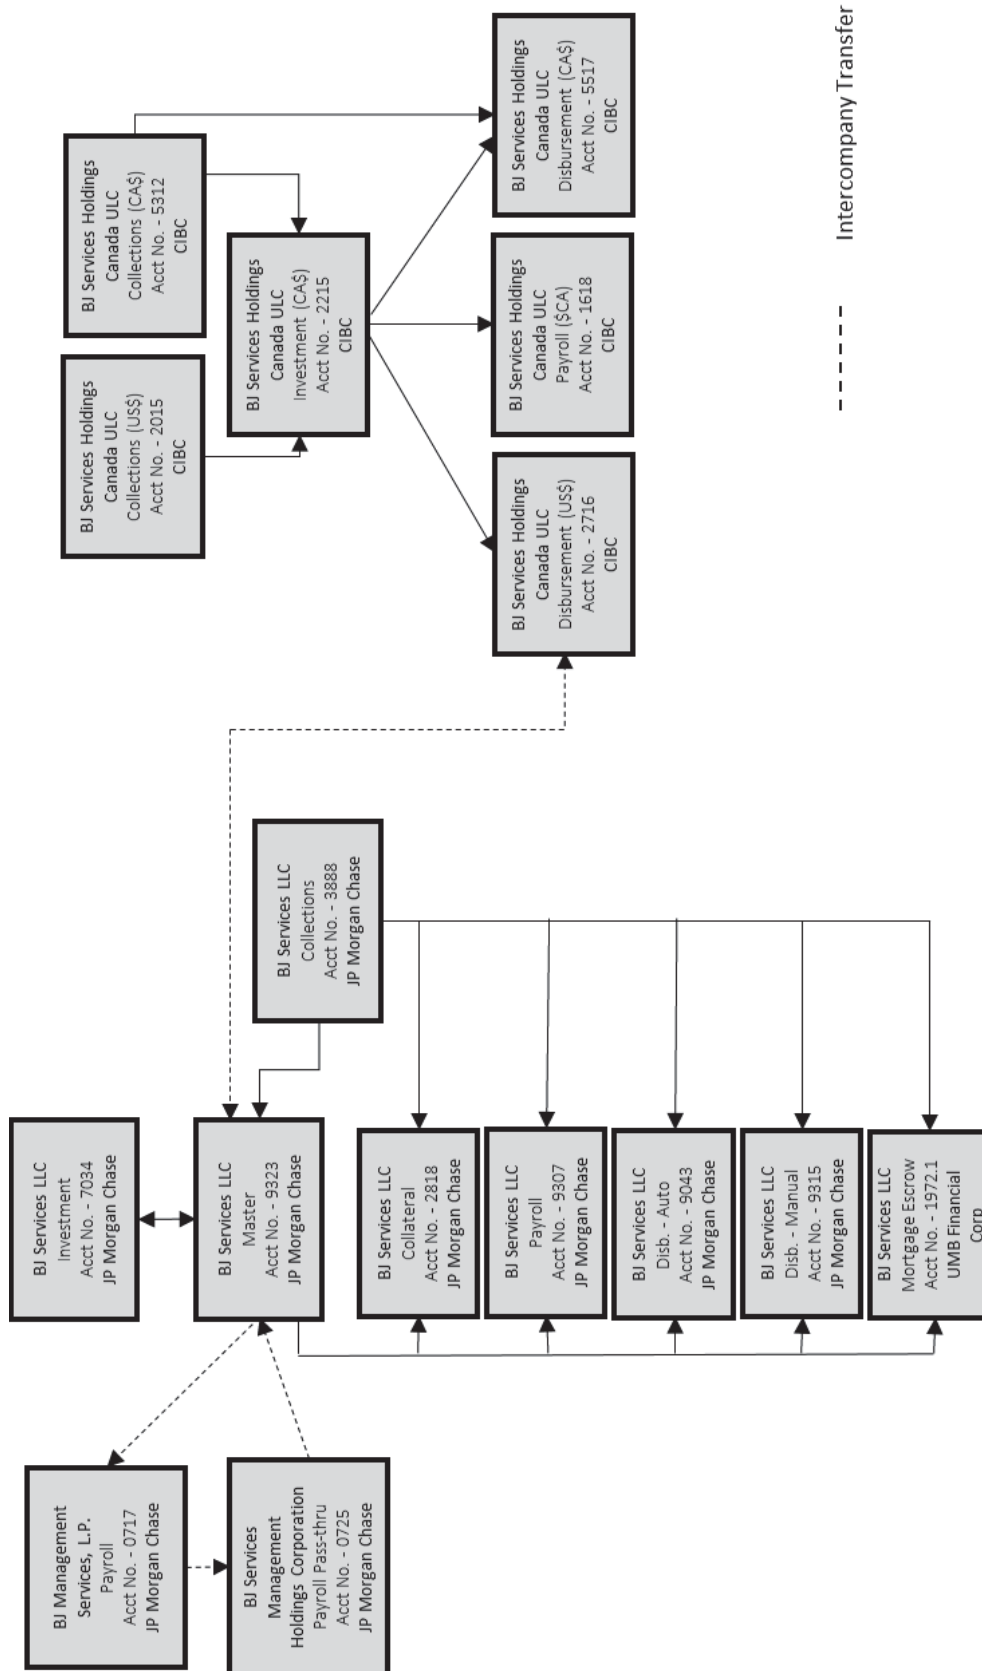 BJ Management
Services, L.P.
Payroll
Acct No. - 0717
JP Morgan Chase
BJ Services
Management
Holdings Corporation
Payroll Pass-thru
Acct No. - 0725
JP Morgan Chase
BJ Services LLC
Investment
Acct No. - 7034
JP Morgan Chase
BJ Services LLC
Master
Acct No. - 9323
JP Morgan Chase
BJ Services LLC
Collateral
Acct No. - 2818
JP Morgan Chase
BJ Services LLC
Payroll
Acct No. - 9307
JP Morgan Chase
BJ Services LLC
Disb. - Auto
Acct No. - 9043
JP Morgan Chase
BJ Services LLC
Disb. - Manual
Acct No. - 9315
JP Morgan Chase
BJ Services LLC
Mortgage Escrow
Acct No. - 1972.1
UMB Financial
Corp
BJ Services LLC
Collections
Acct No. - 3888
JP Morgan Chase
BJ Services Holdings
Canada ULC
Collections (US$)
Acct No. - 2015
CIBC
BJ Services Holdings
Canada ULC
Collections (CA$)
Acct No. - 5312
CIBC
BJ Services Holdings
Canada ULC
Investment (CA$)
Acct No. - 2215
CIBC
BJ Services Holdings
Canada ULC
Disbursement (US$)
Acct No. - 2716
CIBC
BJ Services Holdings
Canada ULC
Payroll ($CA)
Acct No. - 1618
CIBC
BJ Services Holdings
Canada ULC
Disbursement (CA$)
Acct No. - 5517
CIBC
Intercompany Transfer